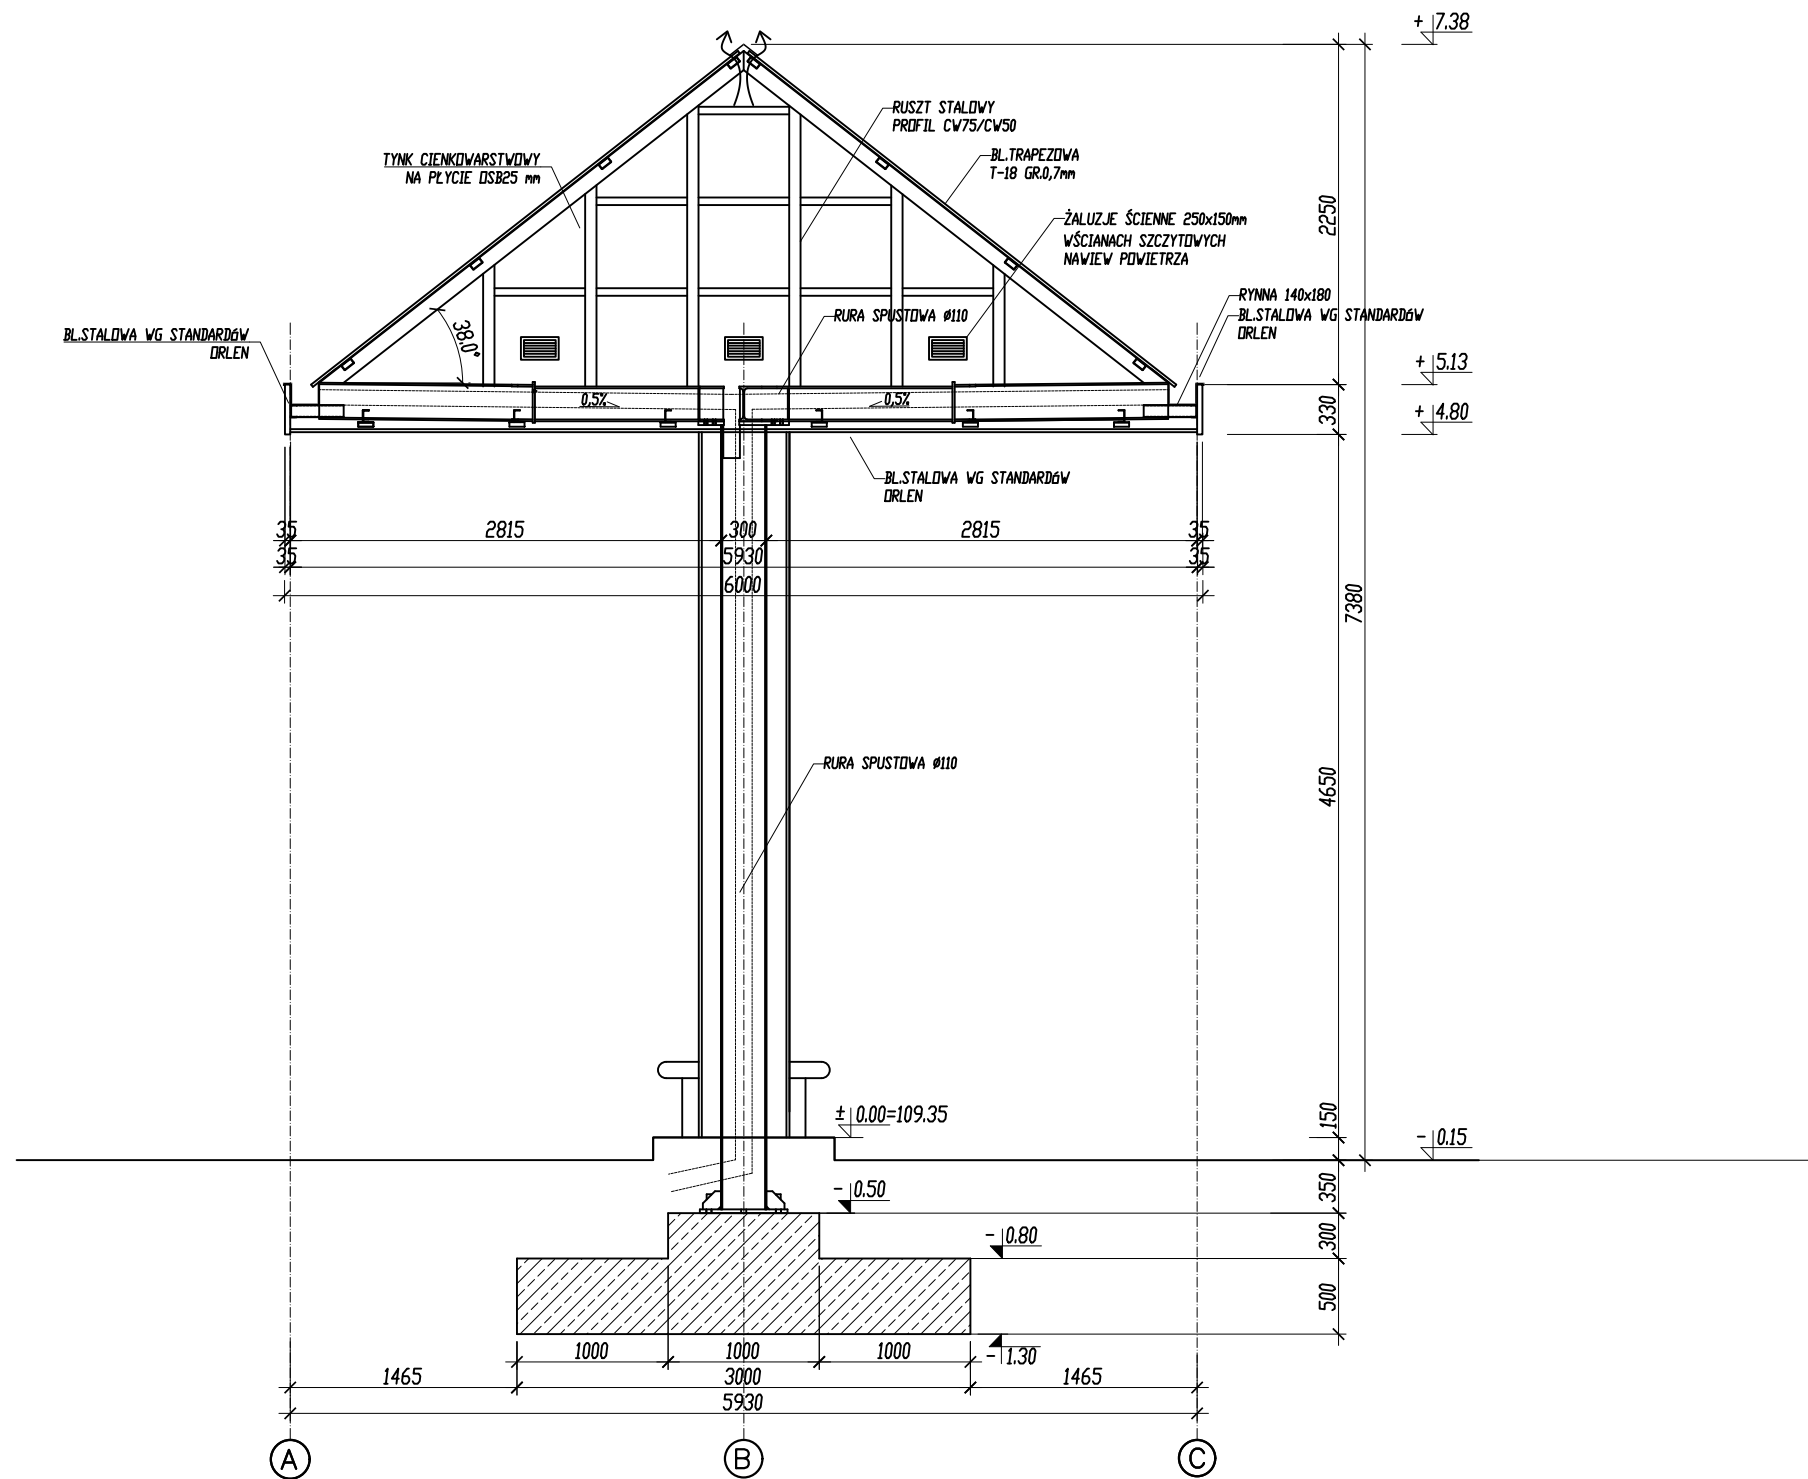 + 7.38
RUSZT STALOWY
PROFIL CW75/CW50
TYNK CIENKOWARSTWOWY
NA PŁYCIE OSB25 mm
BL.TRAPEZOWA
T-18 GR.0,7mm
2250
ŻALUZJE ŚCIENNE 250x150mm
WŚCIANACH SZCZYTOWYCH
NAWIEW POWIETRZA
RYNNA 140x180
BL.STALOWA WG STANDARDóW
ORLEN
RURA SPUSTOWA ø110
BL.STALOWA WG STANDARDóW
ORLEN
38.0°
+ 5.13
0,5%
0,5%
330
+ 4.80
BL.STALOWA WG STANDARDóW
ORLEN
35
2815
300
2815
35
35
5930
35
6000
7380
4650
RURA SPUSTOWA ø110
± 0.00=109.35
150
- 0.15
- 0.50
350
- 0.80
300
500
1000
1000
1000
- 1.30
1465
3000
1465
5930
A
B
C